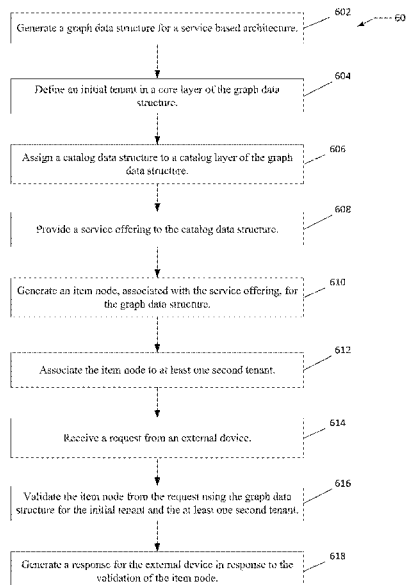 602
60
Generate a graph data structure for a service based architecture.
604
Define an initial tenant in a core layer of the graph data
structure.
606
Assign a catalog data structure to a catalog layer of the graph
data structure.
608
Provide a service offering to the catalog data structure.
610
Generate an item node, associated with the service offering, for
the graph data structure.
612
Associate the item node to at least one second tenant.
614
Receive a request from an external device.
616
Validate the item node from the request using the graph data
structure for the initial tenant and the at least one second tenant.
618
Generate a response for the external device in response to the
validation of the item node.